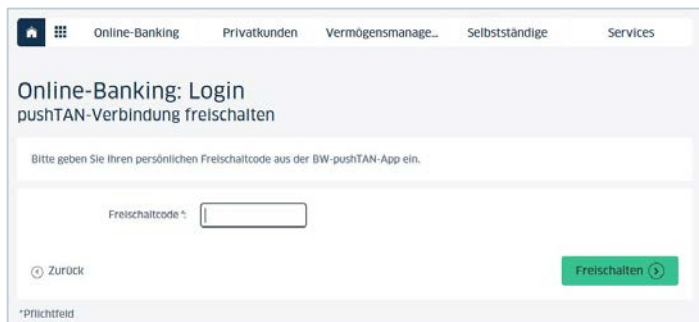 Online-Banking Privatkunden Vermögensmanage... Selbstständige Services
Online-Banking: Login
pushTAN-Verbindung freischalten
Bitte geben Sie Ihren persönlichen Freischaltcode aus der BW-pushTAN-App ein.
Freischaltcode *:
Zurück Freischalten
*Pflichtfeld